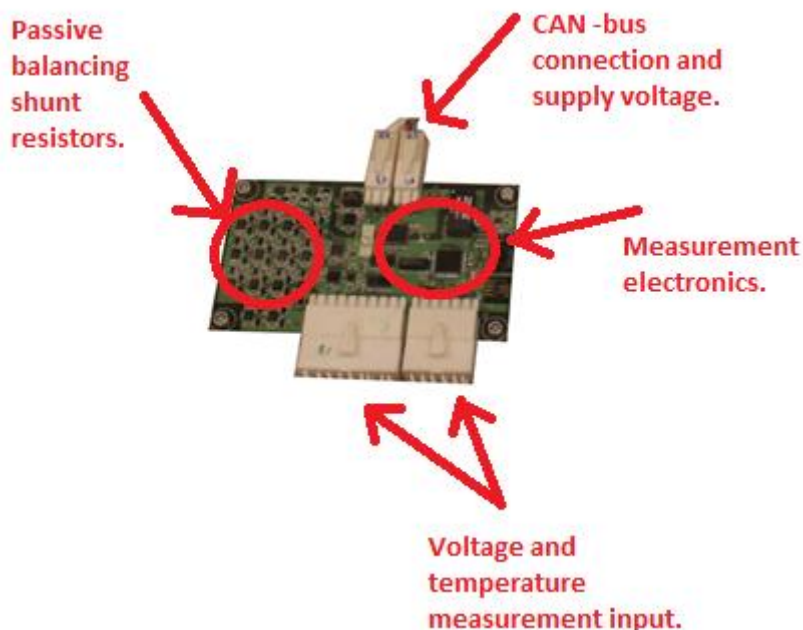 Passive
balancing
shunt
resistors.
CAN -bus
connection and
supply voltage.
Measurement
electronics.
Voltage and
temperature
measurement input.